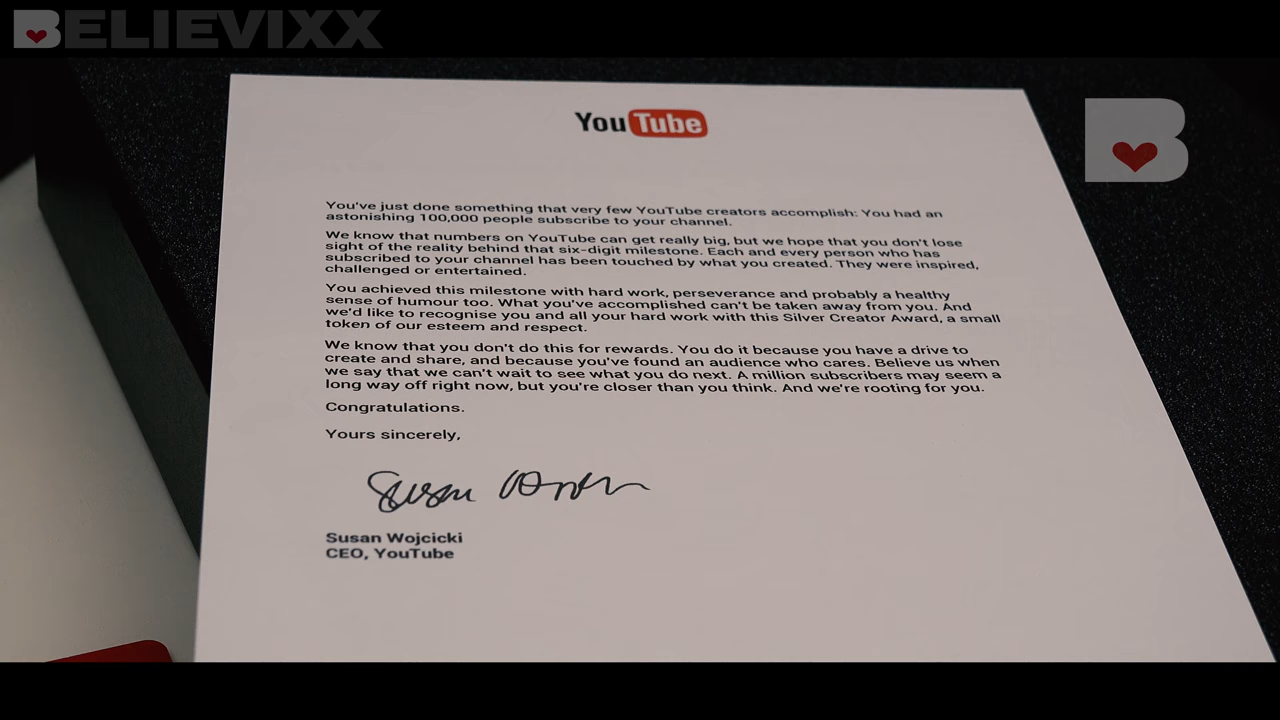 BELIEVIXX
YouTube
B
You've just done something that very few YouTube creators accomplish: You had an
astonishing 100,000 people subscribe to your channel.
We know that numbers on YouTube can get really big, but we hope that you don't lose
sight of the reality behind that six-digit milestone. Each and every person who has
subscribed to your channel has been touched by what you created. They were inspired,
challenged or entertained.
You achieved this milestone with hard work, perseverance and probably a healthy
sense of humour too. What you've accomplished can't be taken away from you. And
we'd like to recognise you and all your hard work with this Silver Creator Award, a small
token of our esteem and respect.
We know that you don't do this for rewards. You do it because you have a drive to
create and share, and because you've found an audience who cares. Believe us when
we say that we can't wait to see what you do next. A million subscribers may seem a
long way off right now, but you're closer than you think. And we're rooting for you.
Congratulations.
Yours sincerely,
Susan Wojcicki
Susan Wojcicki
CEO, YouTube